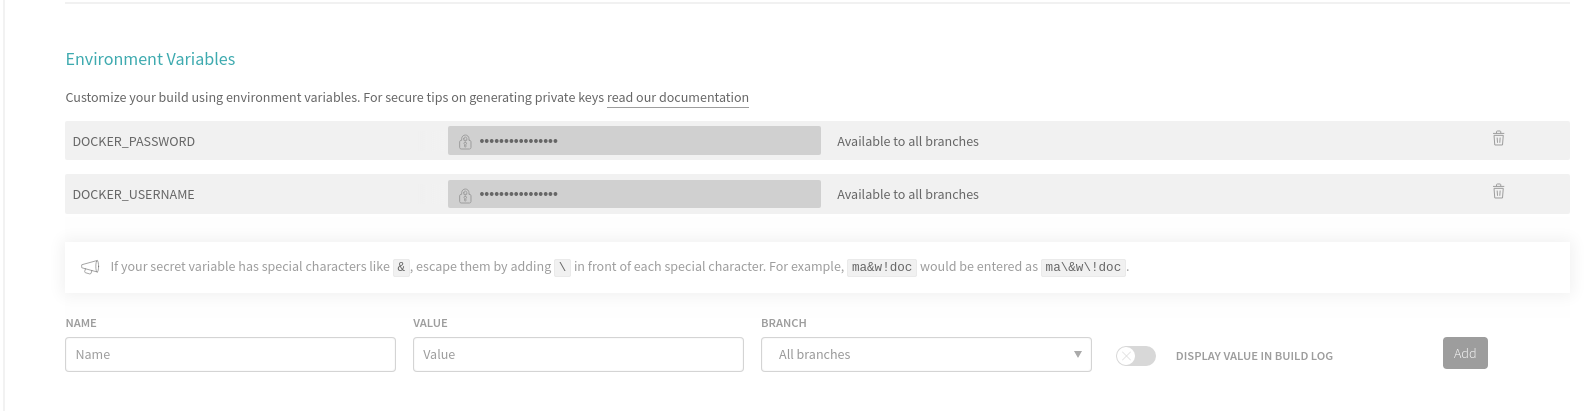 Environment Variables
Customize your build using environment variables. For secure tips on generating private keys read our documentation
DOCKER_PASSWORD •••••••••••••••• Available to all branches
DOCKER_USERNAME •••••••••••••••• Available to all branches
If your secret variable has special characters like & , escape them by adding \ in front of each special character. For example, ma&w!doc would be entered as ma\&w\!doc .
NAME VALUE BRANCH
Name Value All branches DISPLAY VALUE IN BUILD LOG Add